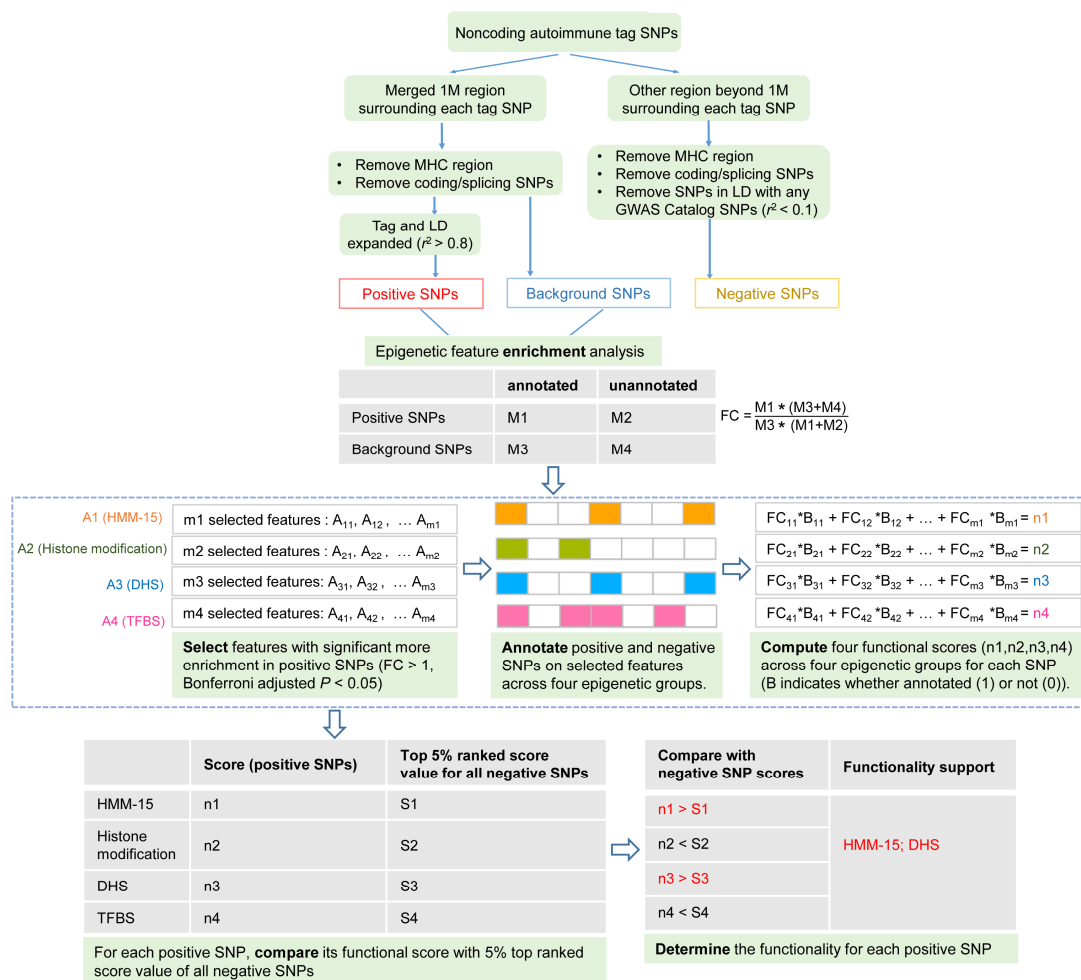 Noncoding autoimmune tag SNPs
Merged 1M region
surrounding each tag SNP
Other region beyond 1M
surrounding each tag SNP
• Remove MHC region
• Remove coding/splicing SNPs
• Remove MHC region
• Remove coding/splicing SNPs
• Remove SNPs in LD with any
GWAS Catalog SNPs (r² < 0.1)
Tag and LD
expanded (r² > 0.8)
Positive SNPs
Background SNPs
Negative SNPs
Epigenetic feature enrichment analysis
annotated unannotated
Positive SNPs M1 M2
Background SNPs M3 M4
FC = M1 * (M3+M4)
M3 * (M1+M2)
A1 (HMM-15)
m1 selected features : A11, A12 , … Am1
FC11*B11 + FC12 *B12 + … + FCm1 *Bm1= n1
A2 (Histone modification)
m2 selected features : A21, A22 , … Am2
FC21*B21 + FC22 *B22 + … + FCm2 *Bm2= n2
A3 (DHS)
m3 selected features: A31, A32 , … Am3
FC31*B31 + FC32 *B32 + … + FCm3 *Bm3= n3
A4 (TFBS)
m4 selected features: A41, A42 , … Am4
FC41*B41 + FC42 *B42 + … + FCm4 *Bm4= n4
Select features with significant more
enrichment in positive SNPs (FC > 1,
Bonferroni adjusted P < 0.05)
Annotate positive and negative
SNPs on selected features
across four epigenetic groups.
Compute four functional scores (n1,n2,n3,n4)
across four epigenetic groups for each SNP
(B indicates whether annotated (1) or not (0)).
Score (positive SNPs)
Top 5% ranked score
value for all negative SNPs
HMM-15 n1 S1
Histone
modification n2 S2
DHS n3 S3
TFBS n4 S4
For each positive SNP, compare its functional score with 5% top ranked
score value of all negative SNPs
Compare with
negative SNP scores
Functionality support
n1 > S1
n2 < S2
HMM-15; DHS
n3 > S3
n4 < S4
Determine the functionality for each positive SNP